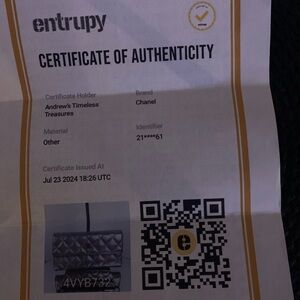 entrupy
CERTIFICATE OF AUTHENTICITY
Certificate Holder
Andrew's Timeless
Treasures
Brand
Chanel
Material
Other
Identifier
21****61
Certificate Issued At
Jul 23 2024 18:26 UTC
4VYB732
e